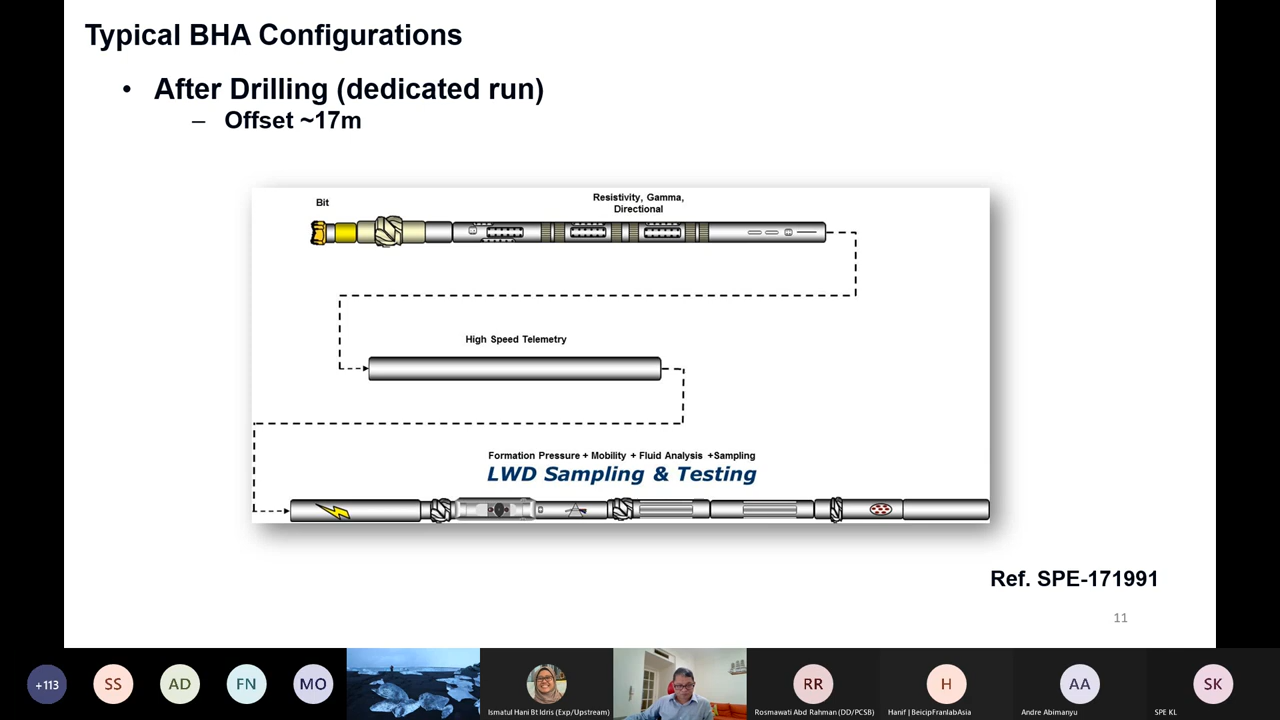 Typical BHA Configurations
• After Drilling (dedicated run)
– Offset ~17m
Bit
Resistivity, Gamma,
Directional
High Speed Telemetry
Formation Pressure + Mobility + Fluid Analysis +Sampling
LWD Sampling & Testing
Ref. SPE-171991
11
+113
SS
AD
FN
MO
Ismatul Hani Bt Idris (Exp/Upstream)
RR
Rosmawati Abd Rahman (DD/PCSB)
H
Hanif | BeicipFranlabAsia
AA
Andre Abimanyu
SK
SPE KL